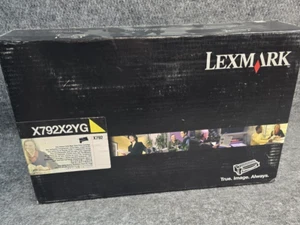 LEXMARK
X792X2YG
X792
True. Image. Always.